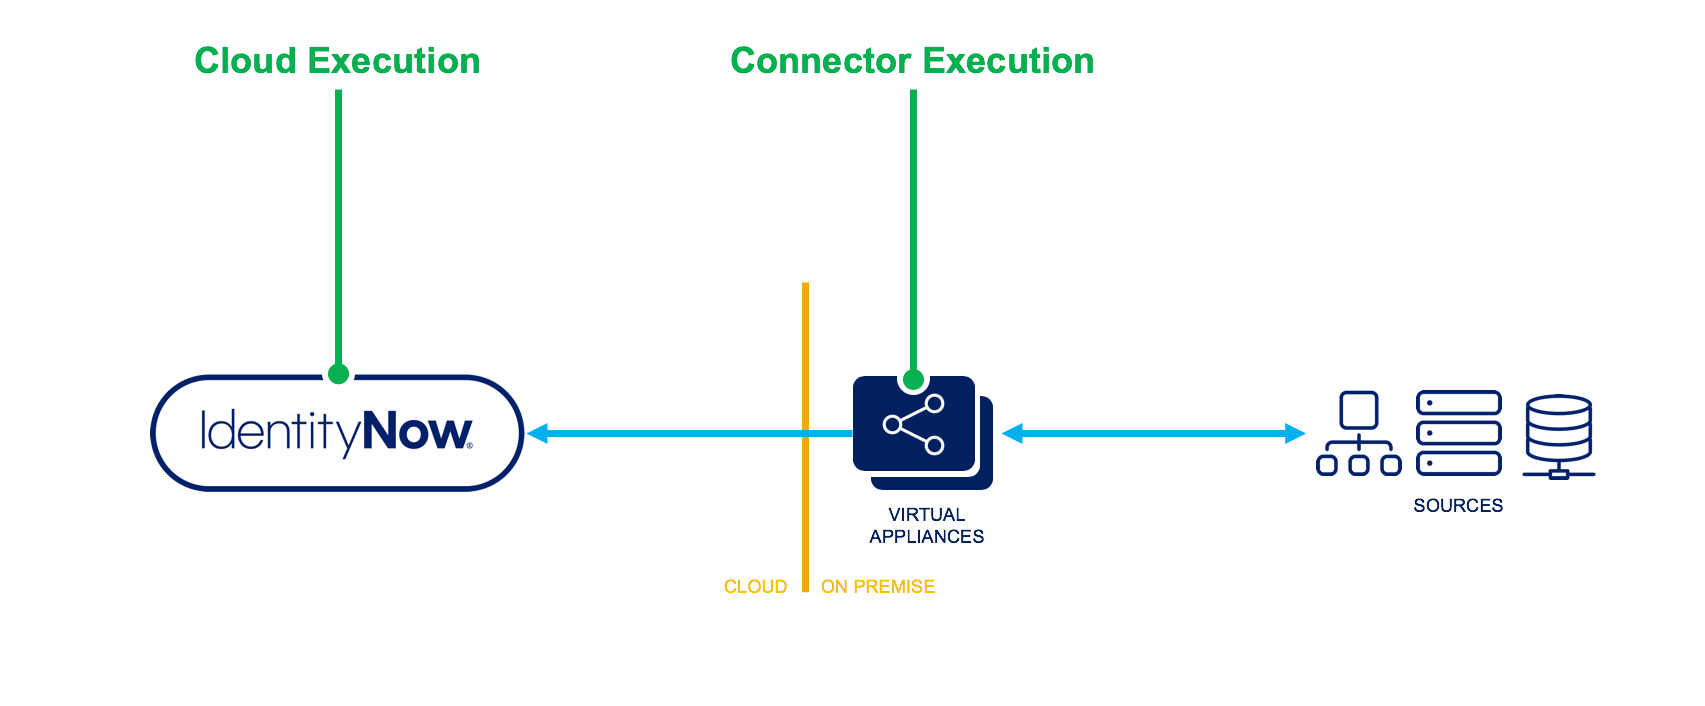 Cloud Execution
Connector Execution
IdentityNow®
VIRTUAL
APPLIANCES
SOURCES
CLOUD
ON PREMISE